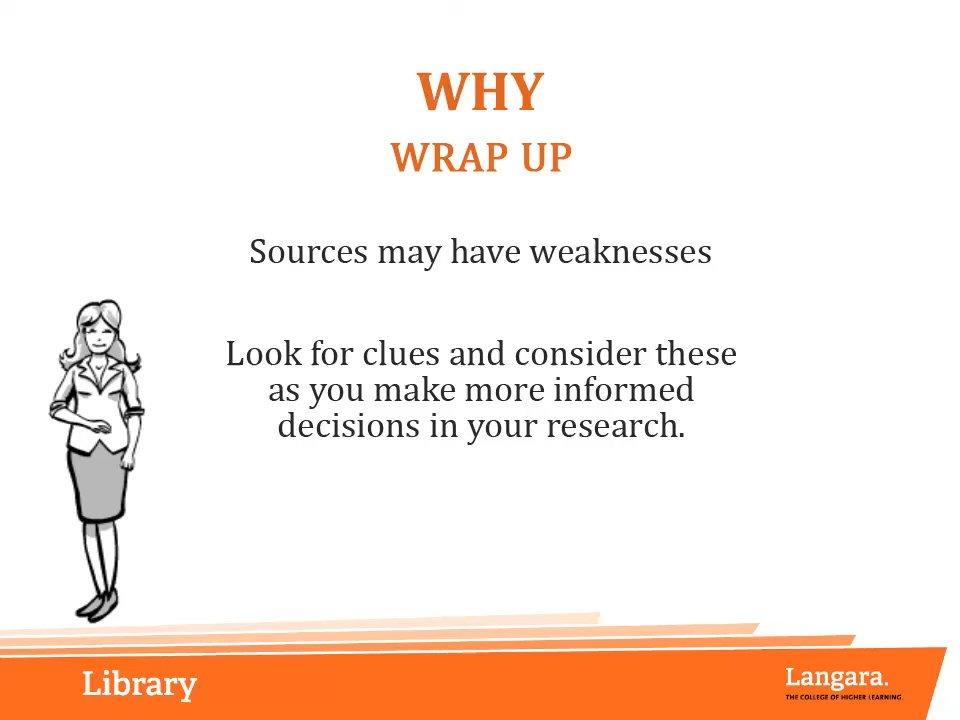 WHY
WRAP UP
Sources may have weaknesses
Look for clues and consider these
as you make more informed
decisions in your research.
Library
Langara.
THE COLLEGE OF HIGHER LEARNING.